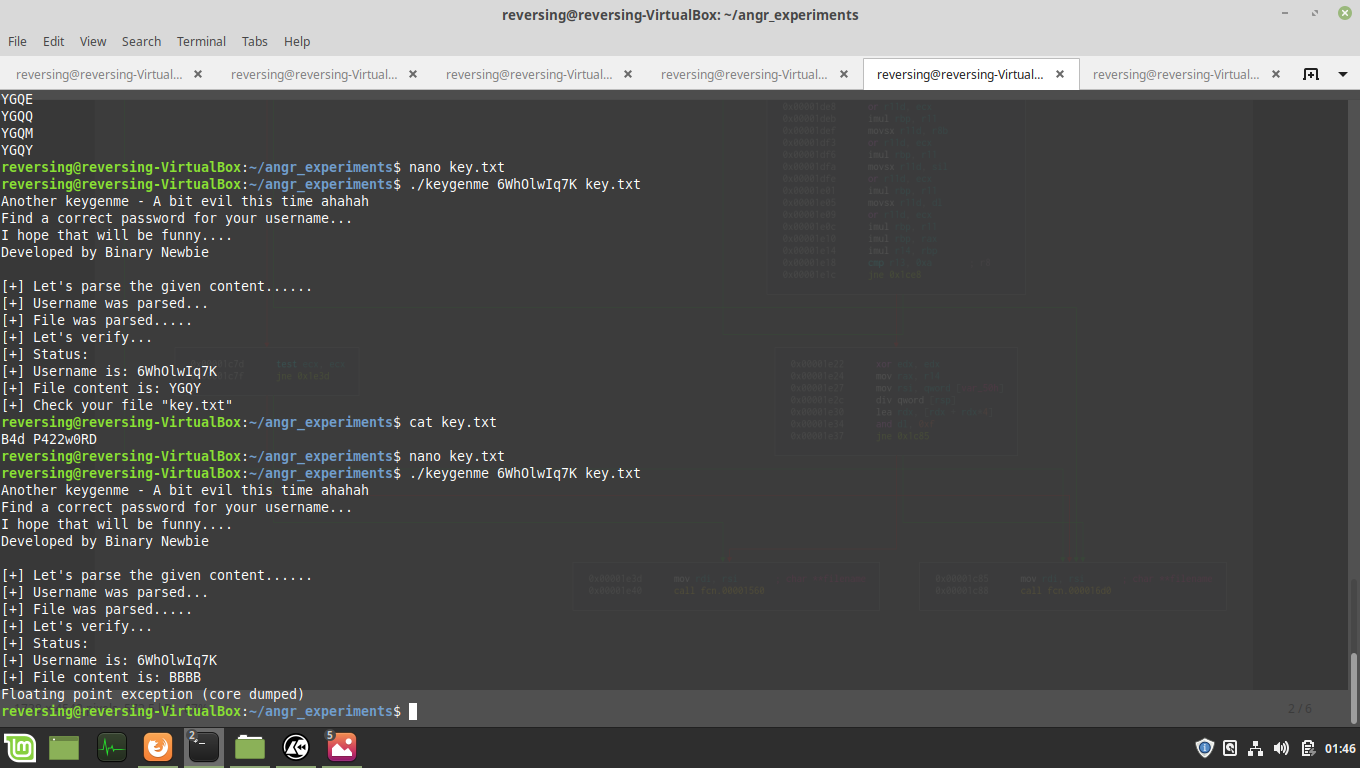 reversing@reversing-VirtualBox: ~/angr_experiments
File Edit View Search Terminal Tabs Help
reversing@reversing-Virtual... reversing@reversing-Virtual... reversing@reversing-Virtual... reversing@reversing-Virtual... reversing@reversing-Virtual... reversing@reversing-Virtual...
YGQE
YGQQ
YGQM
YGQY
reversing@reversing-VirtualBox:~/angr_experiments$ nano key.txt
reversing@reversing-VirtualBox:~/angr_experiments$ ./keygenme 6WhOlwIq7K key.txt
Another keygenme - A bit evil this time ahahah
Find a correct password for your username...
I hope that will be funny....
Developed by Binary Newbie
[+] Let's parse the given content......
[+] Username was parsed...
[+] File was parsed.....
[+] Let's verify...
[+] Status:
[+] Username is: 6WhOlwIq7K
[+] File content is: YGQY
[+] Check your file "key.txt"
reversing@reversing-VirtualBox:~/angr_experiments$ cat key.txt
B4d P422w0RD
reversing@reversing-VirtualBox:~/angr_experiments$ nano key.txt
reversing@reversing-VirtualBox:~/angr_experiments$ ./keygenme 6WhOlwIq7K key.txt
Another keygenme - A bit evil this time ahahah
Find a correct password for your username...
I hope that will be funny....
Developed by Binary Newbie
[+] Let's parse the given content......
[+] Username was parsed...
[+] File was parsed.....
[+] Let's verify...
[+] Status:
[+] Username is: 6WhOlwIq7K
[+] File content is: BBBB
Floating point exception (core dumped)
reversing@reversing-VirtualBox:~/angr_experiments$
2 / 6
2
5
01:46